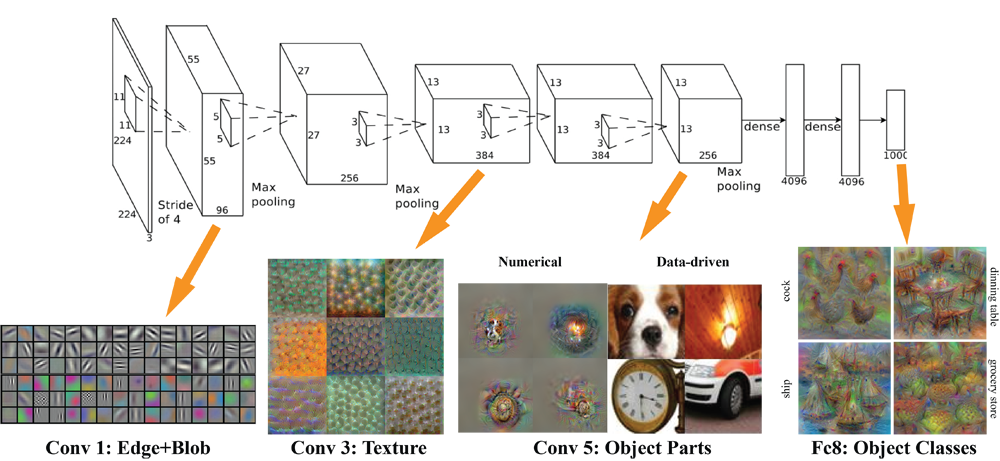 55
27
13
13
13
11
11
224
224
3
Stride
of 4
5
5
55
96
Max
pooling
27
3
3
256
Max
pooling
13
3
3
384
13
3
3
384
13
256
Max
pooling
dense
4096
dense
4096
1000
Numerical
Data-driven
cock
dinning table
ship
grocery store
Conv 1: Edge+Blob
Conv 3: Texture
Conv 5: Object Parts
Fc8: Object Classes